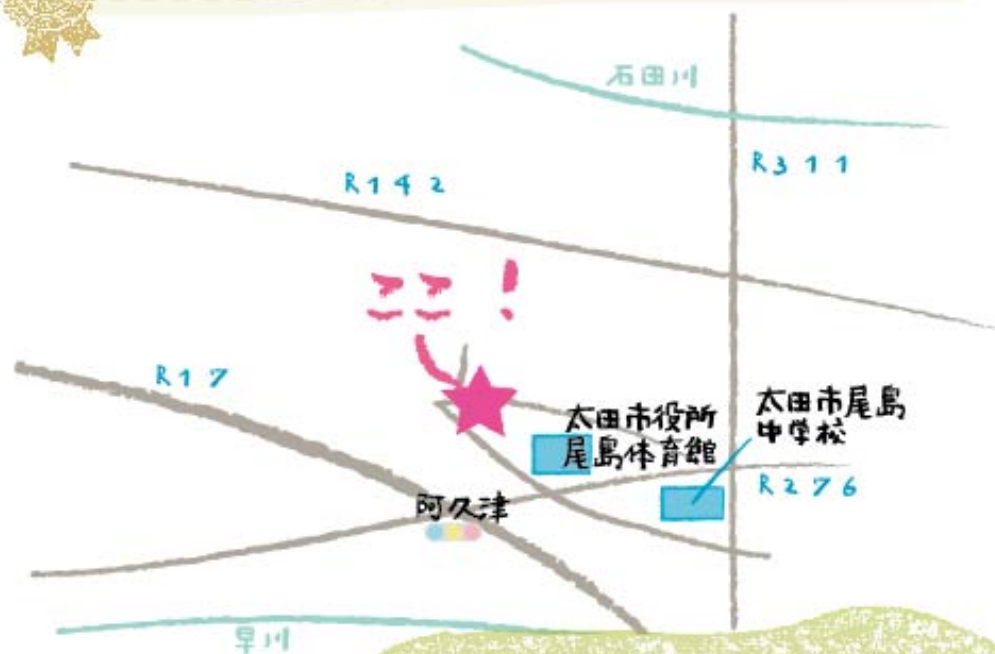 石田川
R311
R142
ここ！
R17
太田市役所
尾島体育館
太田市尾島
中学校
R276
阿久津
早川